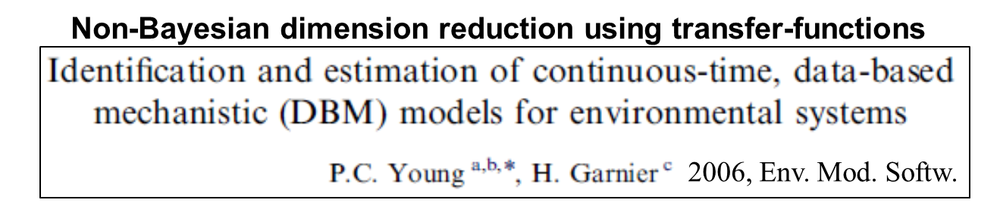 Non-Bayesian dimension reduction using transfer-functions
Identification and estimation of continuous-time, data-based
mechanistic (DBM) models for environmental systems
P.C. Young a,b,*, H. Garnier c 2006, Env. Mod. Softw.